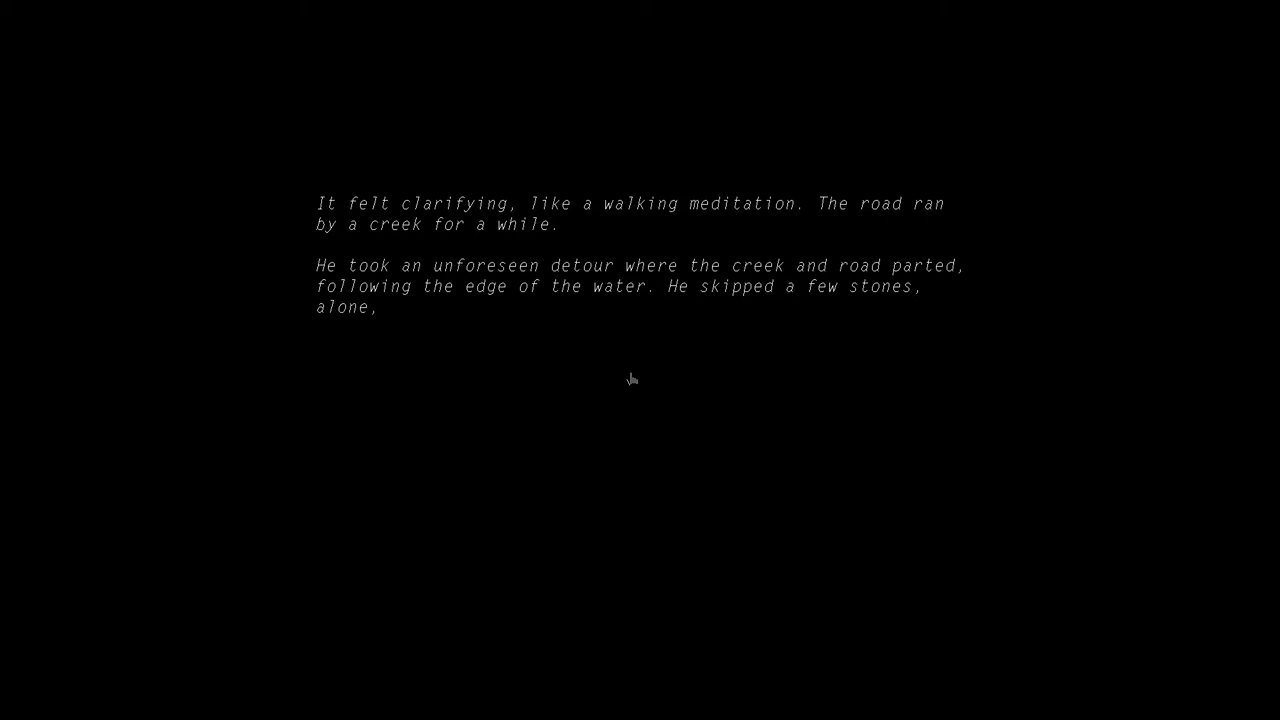 It felt clarifying, like a walking meditation. The road ran
by a creek for a while.
He took an unforeseen detour where the creek and road parted,
following the edge of the water. He skipped a few stones,
alone,